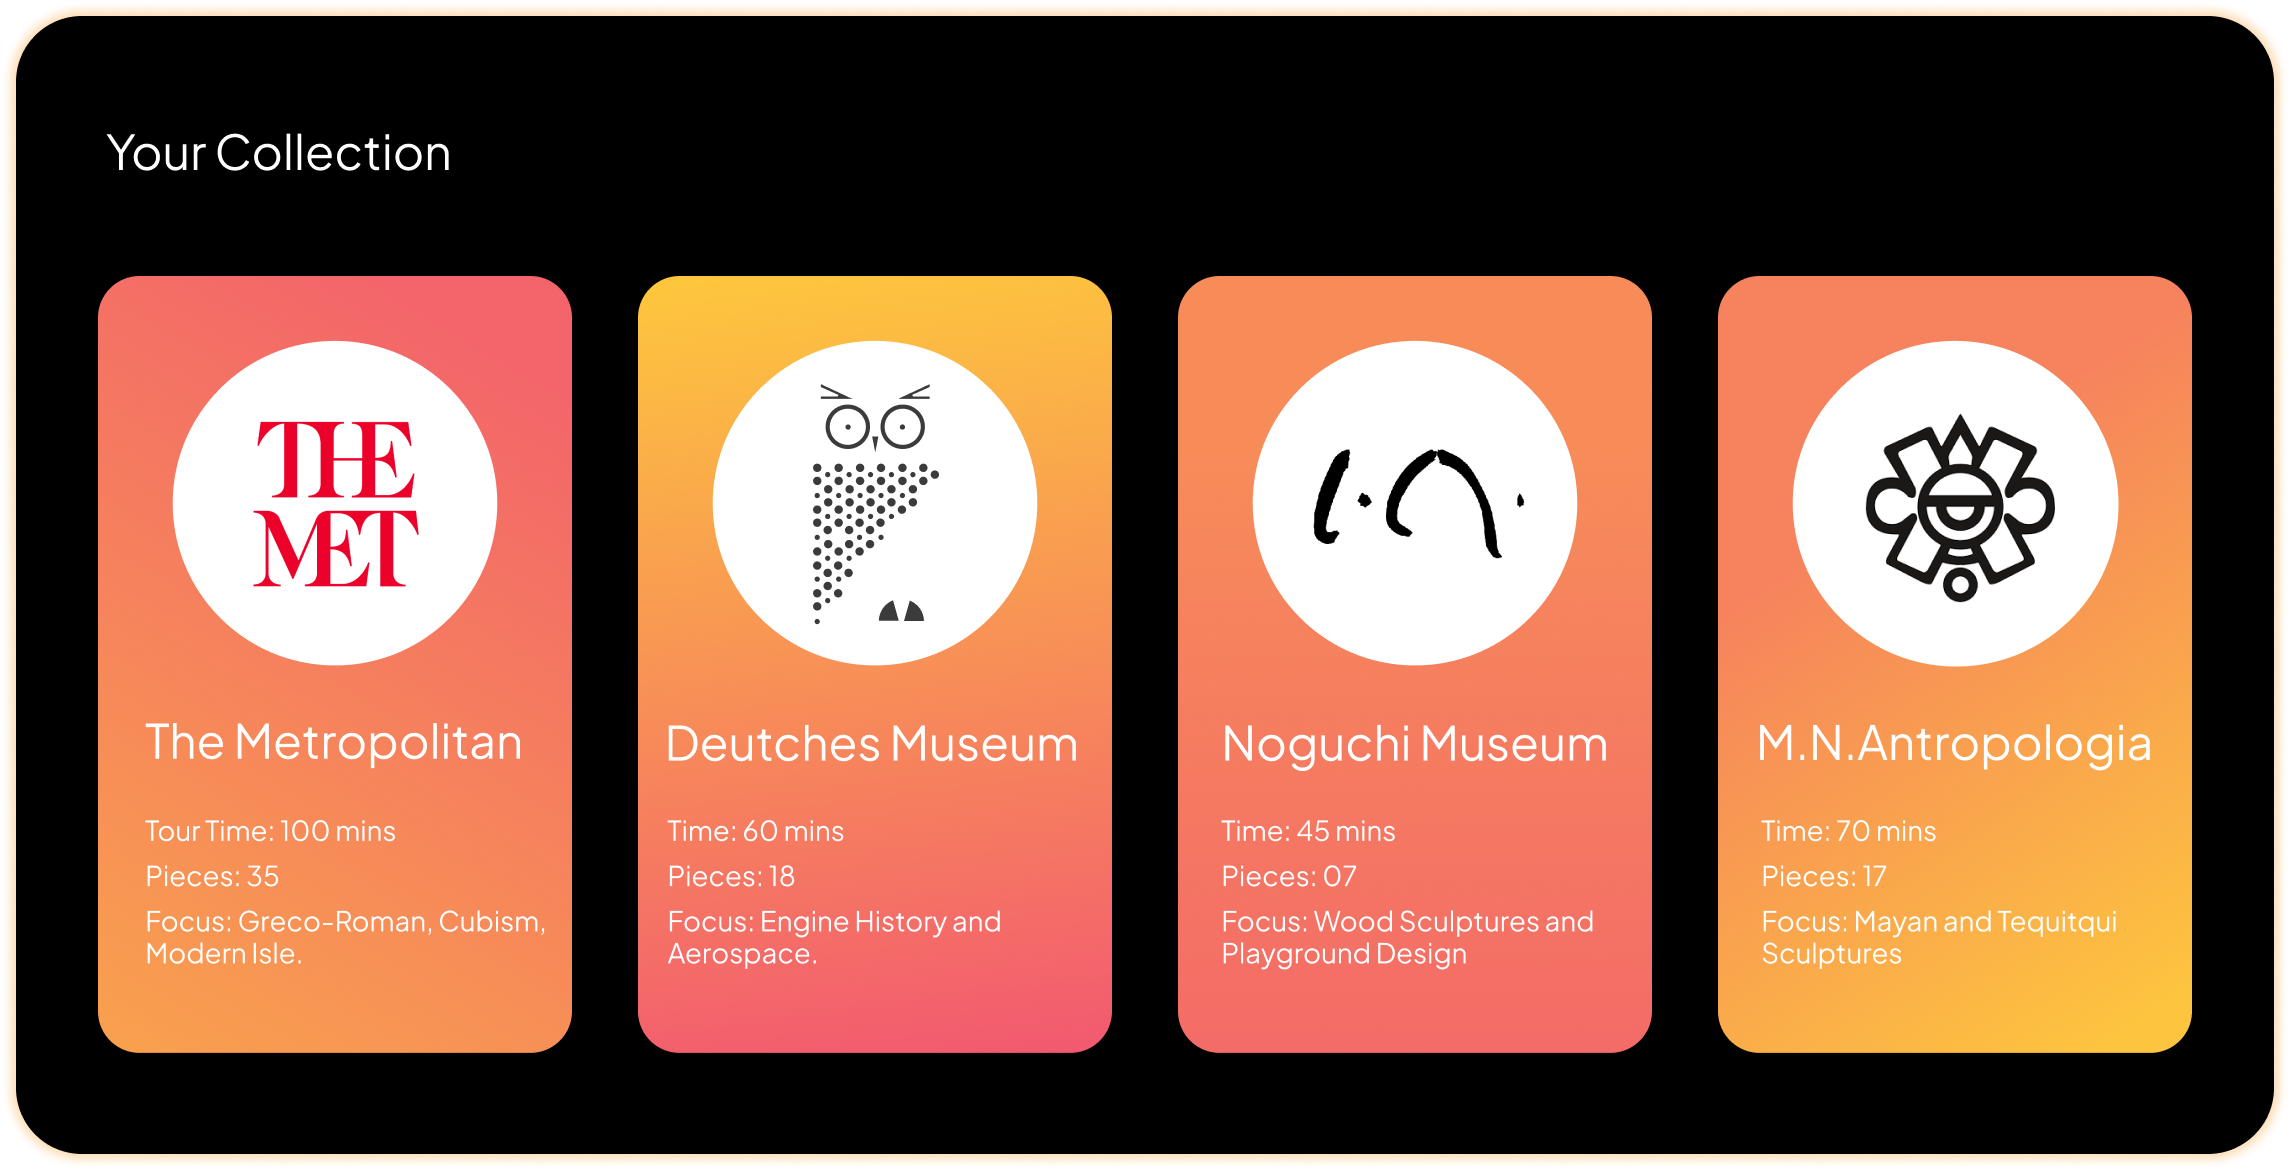 Your Collection
THE
MET
The Metropolitan
Tour Time: 100 mins
Pieces: 35
Focus: Greco-Roman, Cubism,
Modern Isle.
Deutches Museum
Time: 60 mins
Pieces: 18
Focus: Engine History and
Aerospace.
Noguchi Museum
Time: 45 mins
Pieces: 07
Focus: Wood Sculptures and
Playground Design
M.N.Antropologia
Time: 70 mins
Pieces: 17
Focus: Mayan and Tequitqui
Sculptures